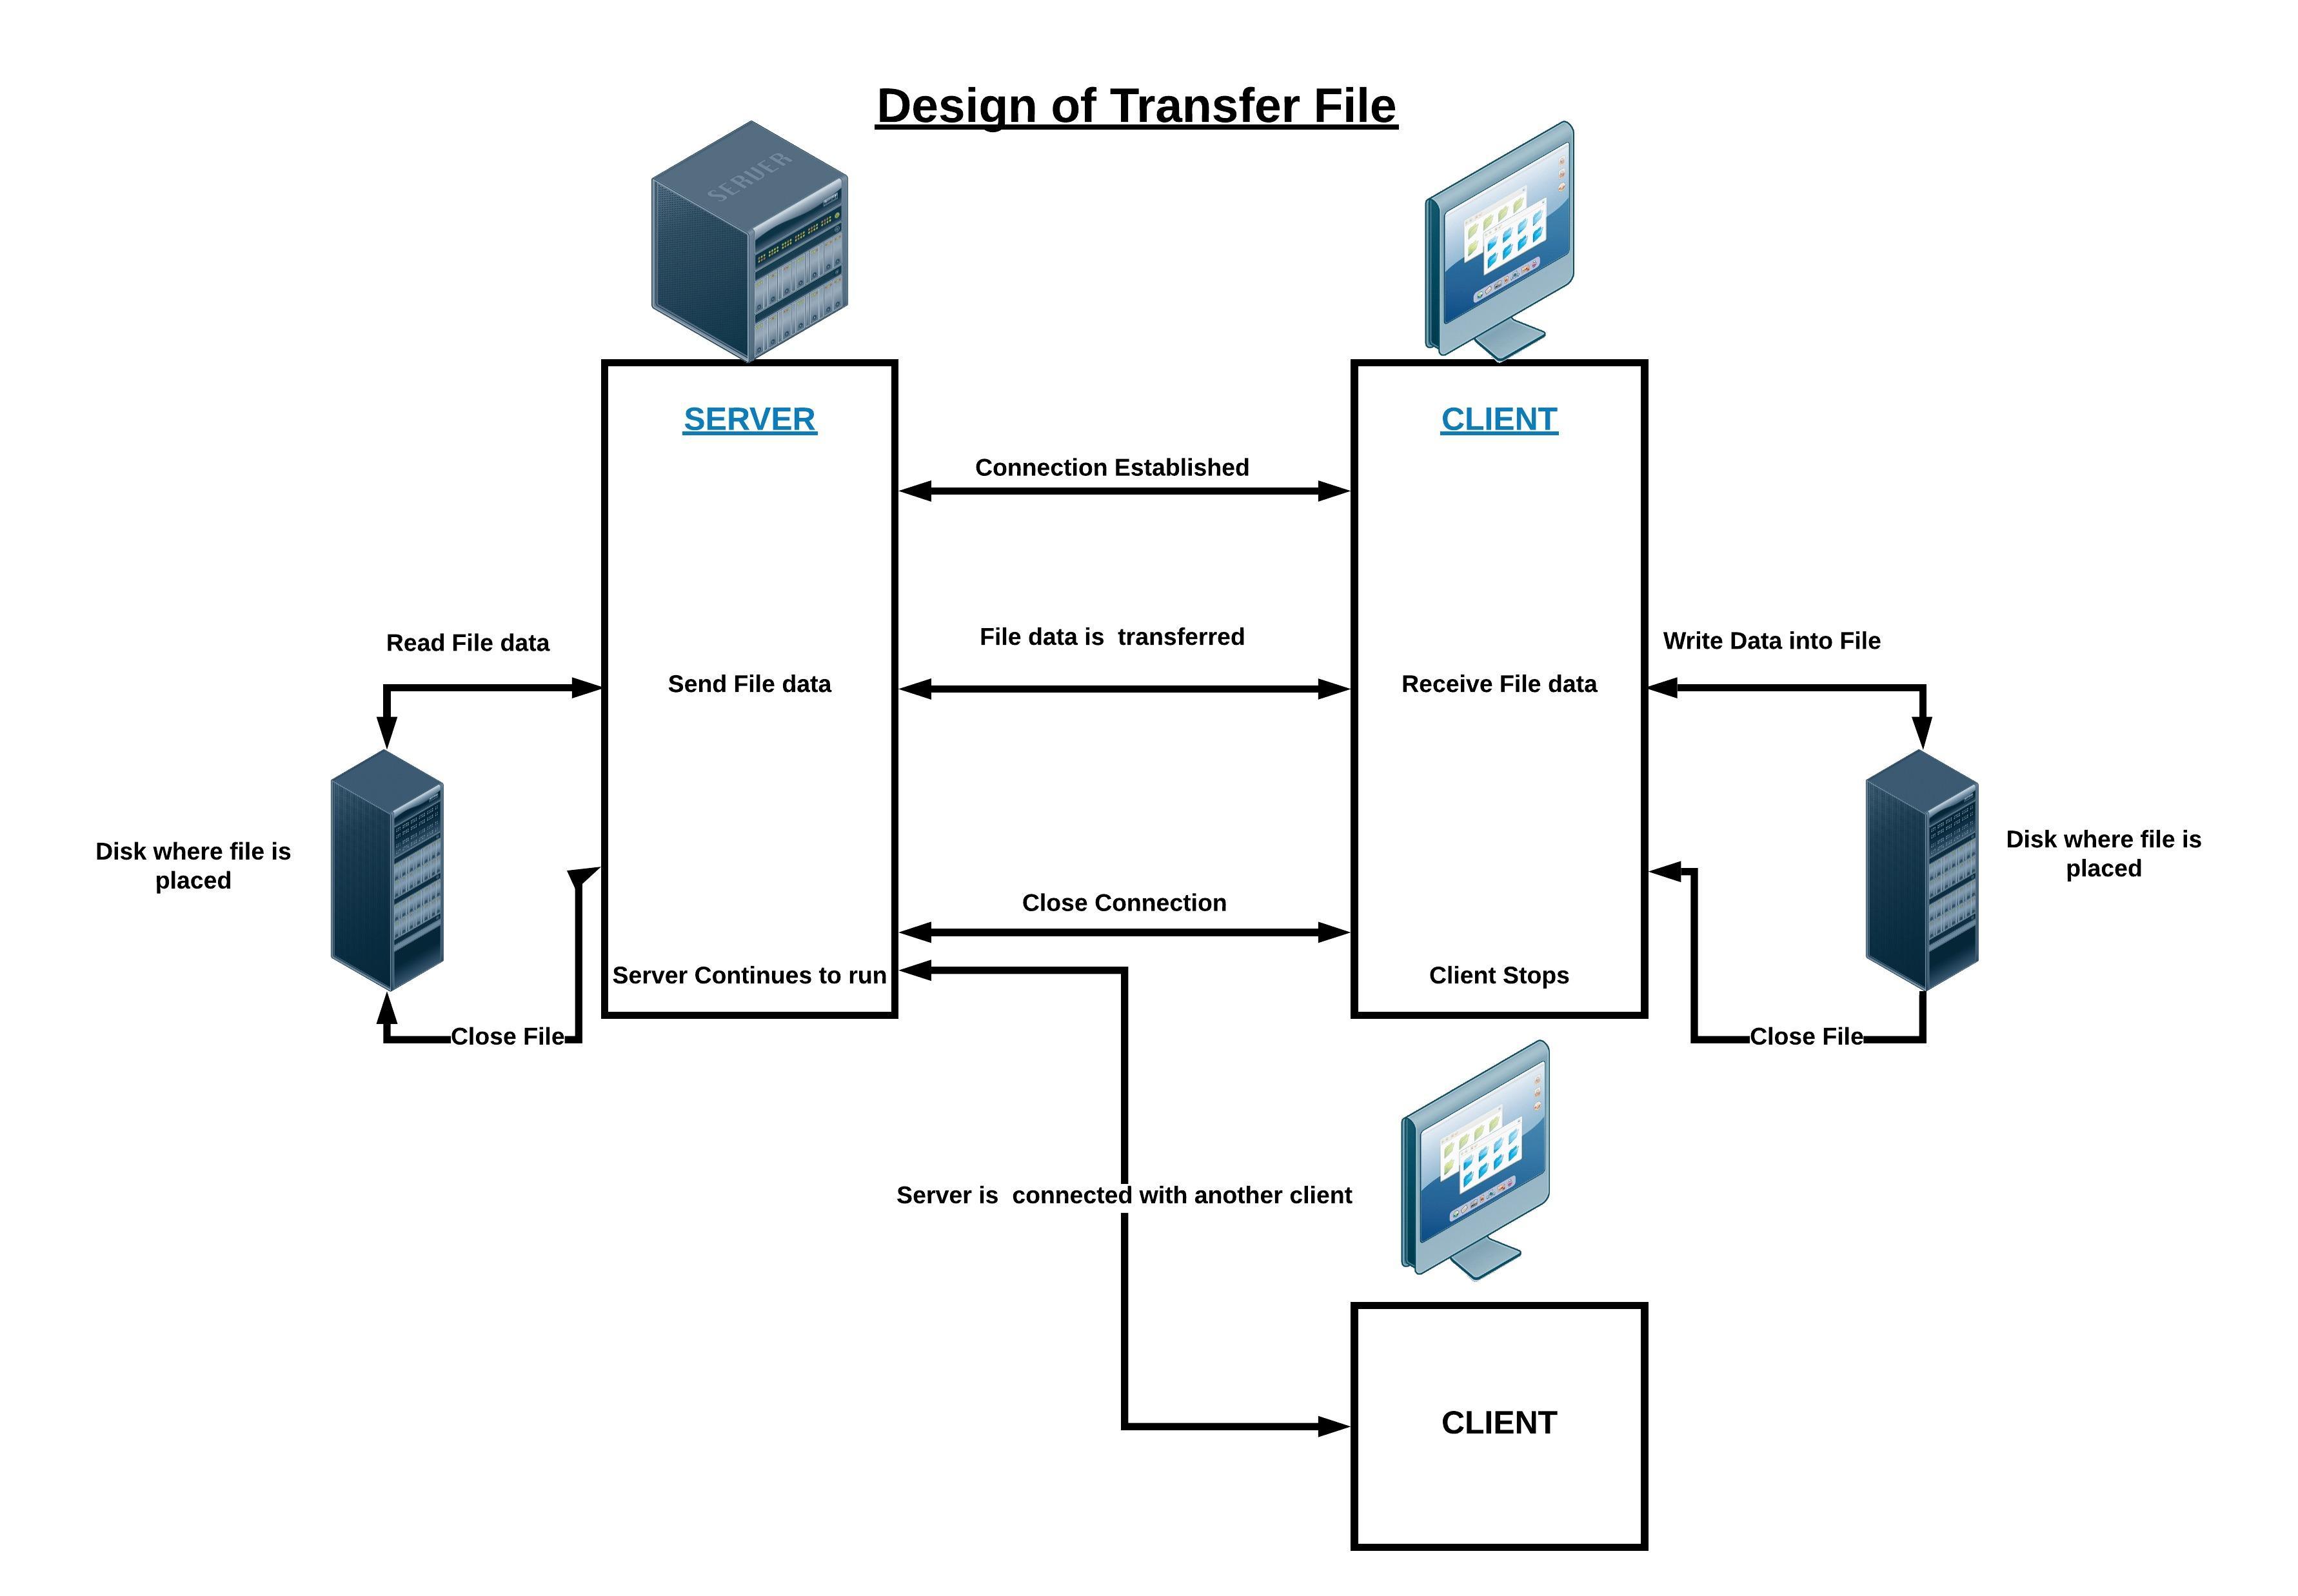 Design of Transfer File
SERVER
SERVER
CLIENT
Connection Established
Read File data
File data is  transferred
Write Data into File
Send File data
Receive File data
Disk where file is
placed
Disk where file is
placed
Close Connection
Server Continues to run
Client Stops
Close File
Close File
Server is  connected with another client
CLIENT